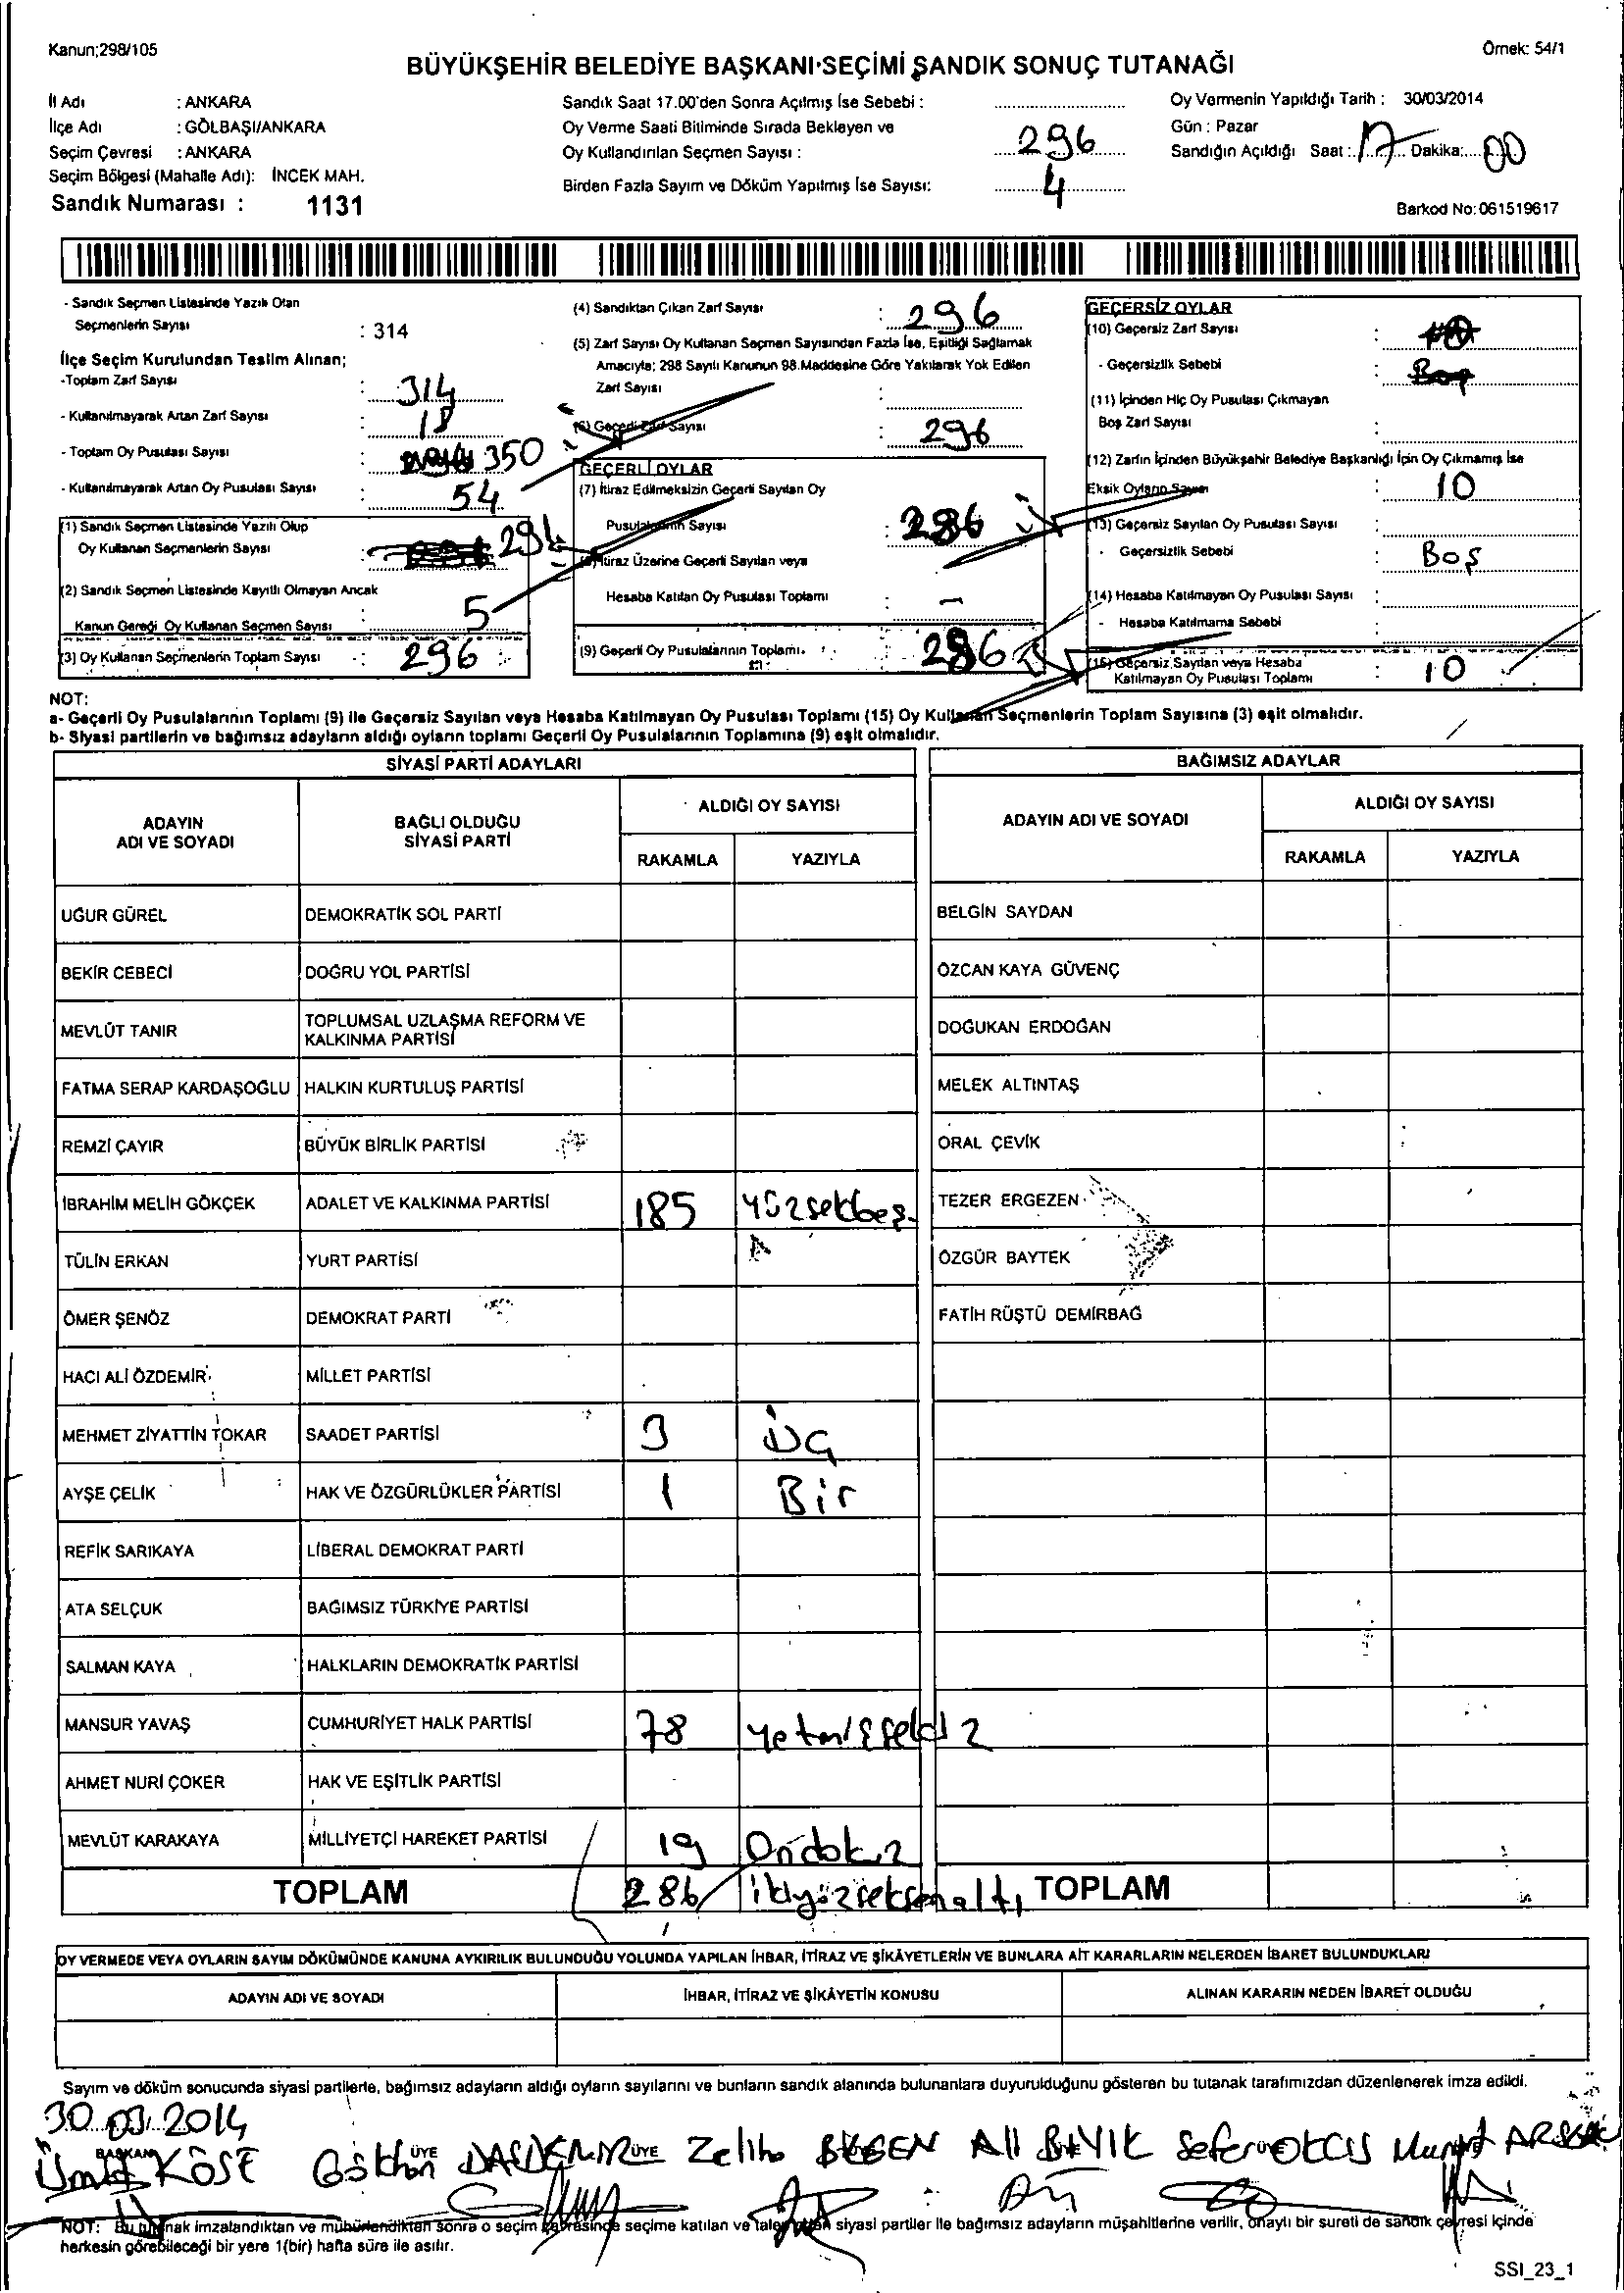 Kanun;298/105
Örnek: 54/1
BÜYÜKŞEHİR BELEDİYE BAŞKANI SEÇİMİ SANDIK SONUÇ TUTANAĞI
İl Adı : ANKARA
İlçe Adı : GÖLBAŞI/ANKARA
Seçim Çevresi : ANKARA
Seçim Bölgesi (Mahalle Adı): İNCEK MAH.
Sandık Numarası : 1131
Sandık Saat 17.00'den Sonra Açılmış İse Sebebi :
Oy Verme Saati Bitiminde Sırada Bekleyen ve
Oy Kullandırılan Seçmen Sayısı : 296
Birden Fazla Sayım ve Döküm Yapılmış İse Sayısı: 4
Oy Vermenin Yapıldığı Tarih : 30/03/2014
Gün : Pazar
Sandığın Açıldığı Saat : 17 Dakika: 00
Barkod No: 061519617
- Sandık Seçmen Listesinde Yazılı Olan
Seçmenlerin Sayısı : 314
İlçe Seçim Kurulundan Teslim Alınan;
-Toplam Zarf Sayısı : 314
- Kullanılmayarak Artan Zarf Sayısı : 18
- Toplam Oy Pusulası Sayısı : 350
- Kullanılmayarak Artan Oy Pusulası Sayısı : 54
(1) Sandık Seçmen Listesinde Yazılı Olup
Oy Kullanan Seçmenlerin Sayısı : 291
(2) Sandık Seçmen Listesinde Kayıtlı Olmayan Ancak
Kanun Gereği Oy Kullanan Seçmen Sayısı : 5
(3) Oy Kullanan Seçmenlerin Toplam Sayısı : 296
(4) Sandıktan Çıkan Zarf Sayısı : 296
(5) Zarf Sayısı Oy Kullanan Seçmen Sayısından Fazla İse, Eşitliği Sağlamak
Amacıyla; 298 Sayılı Kanunun 98.Maddesine Göre Yakılarak Yok Edilen
Zarf Sayısı :
(6) Geçerli Zarf Sayısı : 296
GEÇERLİ OYLAR
(7) İtiraz Edilmeksizin Geçerli Sayılan Oy
Pusulalarının Sayısı : 286
(8) İtiraz Üzerine Geçerli Sayılan veya
Hesaba Katılan Oy Pusulası Toplamı : -
(9) Geçerli Oy Pusulalarının Toplamı : 286
GEÇERSİZ OYLAR
(10) Geçersiz Zarf Sayısı :
- Geçersizlik Sebebi : Boş
(11) İçinden Hiç Oy Pusulası Çıkmayan
Boş Zarf Sayısı :
(12) Zarfın İçinden Büyükşehir Belediye Başkanlığı İçin Oy Çıkmamış İse
Eksik Oyların Sayısı : 10
(13) Geçersiz Sayılan Oy Pusulası Sayısı :
- Geçersizlik Sebebi : Boş
(14) Hesaba Katılmayan Oy Pusulası Sayısı :
- Hesaba Katılmama Sebebi
(15) Geçersiz Sayılan veya Hesaba
Katılmayan Oy Pusulası Toplamı : 10
NOT:
a- Geçerli Oy Pusulalarının Toplamı (9) ile Geçersiz Sayılan veya Hesaba Katılmayan Oy Pusulası Toplamı (15) Oy Kullanan Seçmenlerin Toplam Sayısına (3) eşit olmalıdır.
b- Siyasi partilerin ve bağımsız adayların aldığı oyların toplamı Geçerli Oy Pusulalarının Toplamına (9) eşit olmalıdır.
SİYASİ PARTİ ADAYLARI
ADAYIN ADI VE SOYADI
BAĞLI OLDUĞU SİYASİ PARTİ
ALDIĞI OY SAYISI
RAKAMLA YAZIYLA
UĞUR GÜREL DEMOKRATİK SOL PARTİ
BEKİR CEBECİ DOĞRU YOL PARTİSİ
MEVLÜT TANIR TOPLUMSAL UZLAŞMA REFORM VE KALKINMA PARTİSİ
FATMA SERAP KARDAŞOĞLU HALKIN KURTULUŞ PARTİSİ
REMZİ ÇAYIR BÜYÜK BİRLİK PARTİSİ
İBRAHİM MELİH GÖKÇEK ADALET VE KALKINMA PARTİSİ 185 yüzsekbeş
TÜLİN ERKAN YURT PARTİSİ
ÖMER ŞENÖZ DEMOKRAT PARTİ
HACI ALİ ÖZDEMİR MİLLET PARTİSİ
MEHMET ZİYATTİN TOKAR SAADET PARTİSİ 3 üç
AYŞE ÇELİK HAK VE ÖZGÜRLÜKLER PARTİSİ 1 Bir
REFİK SARIKAYA LİBERAL DEMOKRAT PARTİ
ATA SELÇUK BAĞIMSIZ TÜRKİYE PARTİSİ
SALMAN KAYA HALKLARIN DEMOKRATİK PARTİSİ
MANSUR YAVAŞ CUMHURİYET HALK PARTİSİ 78 yetmişsekiz
AHMET NURİ ÇOKER HAK VE EŞİTLİK PARTİSİ
MEVLÜT KARAKAYA MİLLİYETÇİ HAREKET PARTİSİ 19 Ondokuz
TOPLAM 286 ikiyüzseksenaltı
BAĞIMSIZ ADAYLAR
ADAYIN ADI VE SOYADI
ALDIĞI OY SAYISI
RAKAMLA YAZIYLA
BELGİN SAYDAN
ÖZCAN KAYA GÜVENÇ
DOĞUKAN ERDOĞAN
MELEK ALTINTAŞ
ORAL ÇEVİK
TEZER ERGEZEN
ÖZGÜR BAYTEK
FATİH RÜŞTÜ DEMİRBAĞ
TOPLAM
OY VERMEDE VEYA OYLARIN SAYIM DÖKÜMÜNDE KANUNA AYKIRILIK BULUNDUĞU YOLUNDA YAPILAN İHBAR, İTİRAZ VE ŞİKÂYETLERİN VE BUNLARA AİT KARARLARIN NELERDEN İBARET BULUNDUKLARI
ADAYIN ADI VE SOYADI
İHBAR, İTİRAZ VE ŞİKÂYETİN KONUSU
ALINAN KARARIN NEDEN İBARET OLDUĞU
Sayım ve döküm sonucunda siyasi partilerle, bağımsız adayların aldığı oyların sayılarını ve bunların sandık alanında bulunanlara duyurulduğunu gösteren bu tutanak tarafımızdan düzenlenerek imza edildi.
30.03.2014
BAŞKAN ÜYE ÜYE
Ümit KÖSE Gökhan Zeliha Ali Sefer Murat
NOT: Bu tutanak imzalandıktan ve mühürlendikten sonra o seçim çevresinde seçime katılan ve talep eden siyasi partiler ile bağımsız adayların müşahitlerine verilir, onaylı bir sureti de sandık çevresi içinde
herkesin görebileceği bir yere 1(bir) hafta süre ile asılır.
SSI_23_1